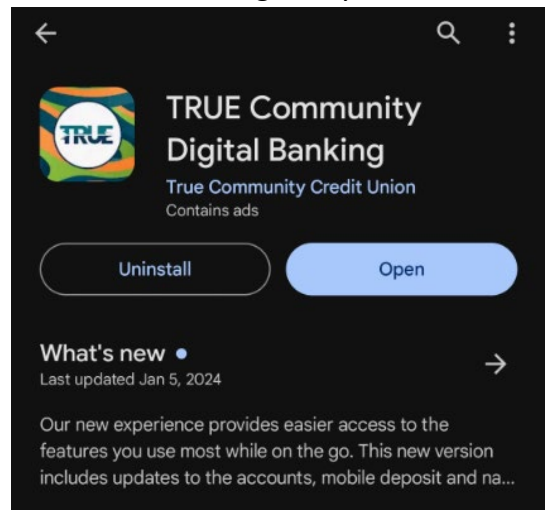 TRUE
TRUE Community
Digital Banking
True Community Credit Union
Contains ads
Uninstall
Open
What's new
Last updated Jan 5, 2024
Our new experience provides easier access to the
features you use most while on the go. This new version
includes updates to the accounts, mobile deposit and na...